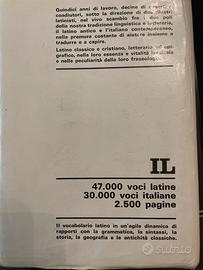 Quindici anni di lavoro, decine di
coadiutori, sotto la direzione di due
latinisti, nel vivo scambio fra i due poli
della nostra tradizione linguistica e letteraria,
il latino antico e l'italiano contemporaneo,
nella premura costante di aiutare insieme a
tradurre e a capire.
Latino classico e cristiano, letterario ed epi-
grafico, nella loro essenza e vitalità
e nelle peculiarità della loro fraseologia.
IL
47.000 voci latine
30.000 voci italiane
2.500 pagine
Il vocabolario latino in un'agile dinamica di
rapporti con la grammatica, la sintassi, la
storia, la geografia e le antichità classiche.
subito.it